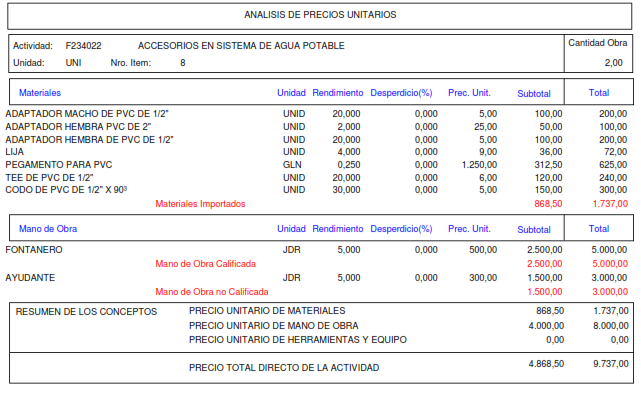 ANALISIS DE PRECIOS UNITARIOS
Actividad: F234022 ACCESORIOS EN SISTEMA DE AGUA POTABLE Cantidad Obra
Unidad: UNI Nro. Item: 8 2,00
Materiales Unidad Rendimiento Desperdicio(%) Prec. Unit. Subtotal Total
ADAPTADOR MACHO DE PVC DE 1/2" UNID 20,000 0,000 5,00 100,00 200,00
ADAPTADOR HEMBRA PVC DE 2" UNID 2,000 0,000 25,00 50,00 100,00
ADAPTADOR HEMBRA DE PVC DE 1/2" UNID 20,000 0,000 5,00 100,00 200,00
LIJA UNID 4,000 0,000 9,00 36,00 72,00
PEGAMENTO PARA PVC GLN 0,250 0,000 1.250,00 312,50 625,00
TEE DE PVC DE 1/2" UNID 20,000 0,000 6,00 120,00 240,00
CODO DE PVC DE 1/2" X 90³ UNID 30,000 0,000 5,00 150,00 300,00
Materiales Importados 868,50 1.737,00
Mano de Obra Unidad Rendimiento Desperdicio(%) Prec. Unit. Subtotal Total
FONTANERO JDR 5,000 0,000 500,00 2.500,00 5.000,00
Mano de Obra Calificada 2.500,00 5.000,00
AYUDANTE JDR 5,000 0,000 300,00 1.500,00 3.000,00
Mano de Obra no Calificada 1.500,00 3.000,00
RESUMEN DE LOS CONCEPTOS PRECIO UNITARIO DE MATERIALES 868,50 1.737,00
PRECIO UNITARIO DE MANO DE OBRA 4.000,00 8.000,00
PRECIO UNITARIO DE HERRAMIENTAS Y EQUIPO 0,00 0,00
PRECIO TOTAL DIRECTO DE LA ACTIVIDAD 4.868,50 9.737,00